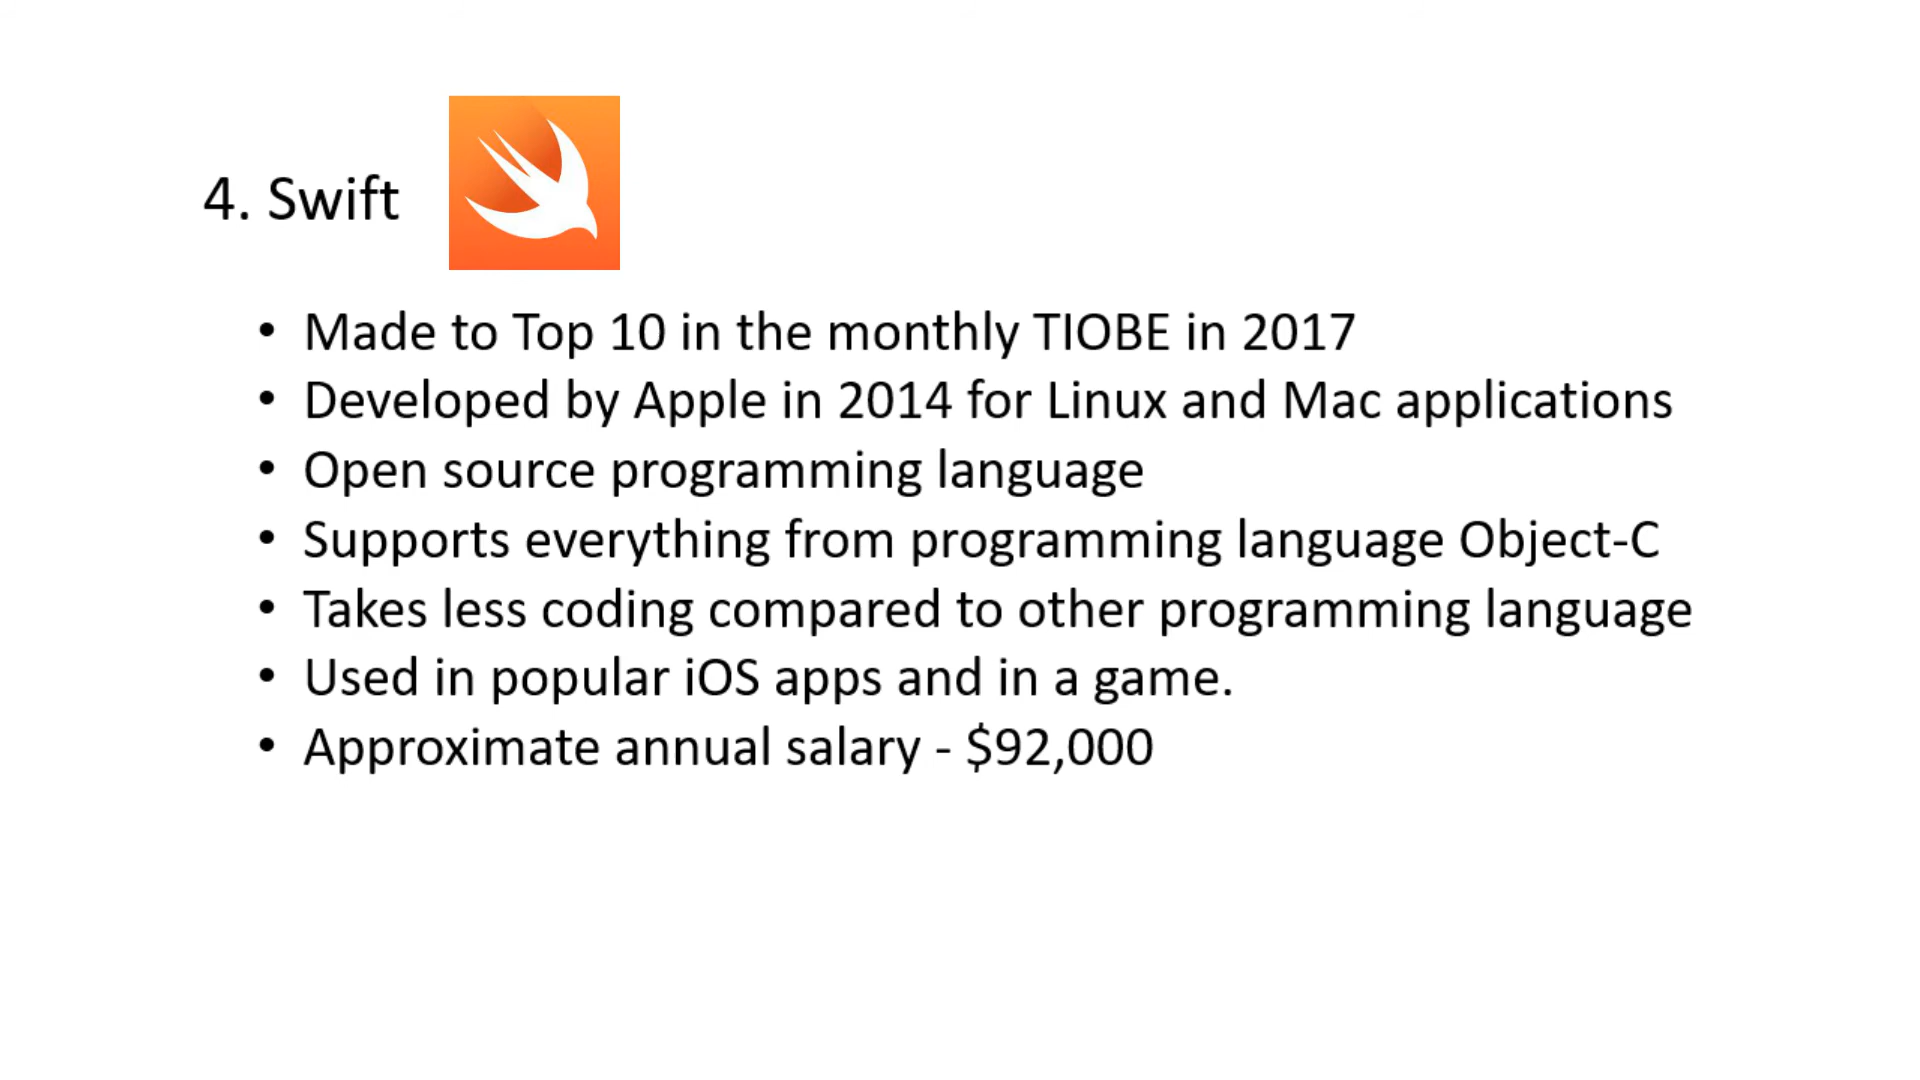 4. Swift
• Made to Top 10 in the monthly TIOBE in 2017
• Developed by Apple in 2014 for Linux and Mac applications
• Open source programming language
• Supports everything from programming language Object-C
• Takes less coding compared to other programming language
• Used in popular iOS apps and in a game.
• Approximate annual salary - $92,000